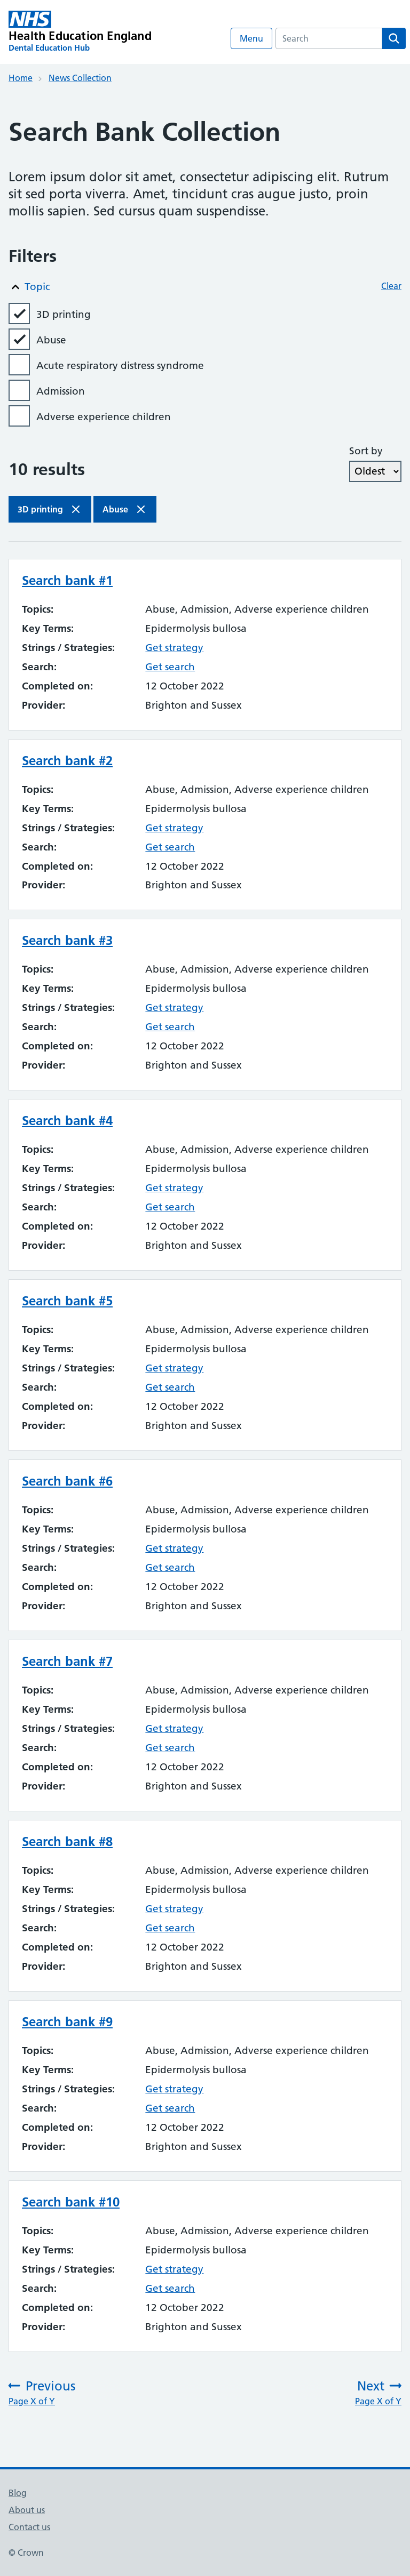 NHS
Health Education England
Dental Education Hub
Menu
Search
Home
News Collection
Search Bank Collection
Lorem ipsum dolor sit amet, consectetur adipiscing elit. Rutrum
sit sed porta viverra. Amet, tincidunt cras augue justo, proin
mollis sapien. Sed cursus quam suspendisse.
Filters
Topic
Clear
3D printing
Abuse
Acute respiratory distress syndrome
Admission
Adverse experience children
Sort by
10 results
Oldest
3D printing
Abuse
Search bank #1
Topics: Abuse, Admission, Adverse experience children
Key Terms: Epidermolysis bullosa
Strings / Strategies: Get strategy
Search: Get search
Completed on: 12 October 2022
Provider: Brighton and Sussex
Search bank #2
Topics: Abuse, Admission, Adverse experience children
Key Terms: Epidermolysis bullosa
Strings / Strategies: Get strategy
Search: Get search
Completed on: 12 October 2022
Provider: Brighton and Sussex
Search bank #3
Topics: Abuse, Admission, Adverse experience children
Key Terms: Epidermolysis bullosa
Strings / Strategies: Get strategy
Search: Get search
Completed on: 12 October 2022
Provider: Brighton and Sussex
Search bank #4
Topics: Abuse, Admission, Adverse experience children
Key Terms: Epidermolysis bullosa
Strings / Strategies: Get strategy
Search: Get search
Completed on: 12 October 2022
Provider: Brighton and Sussex
Search bank #5
Topics: Abuse, Admission, Adverse experience children
Key Terms: Epidermolysis bullosa
Strings / Strategies: Get strategy
Search: Get search
Completed on: 12 October 2022
Provider: Brighton and Sussex
Search bank #6
Topics: Abuse, Admission, Adverse experience children
Key Terms: Epidermolysis bullosa
Strings / Strategies: Get strategy
Search: Get search
Completed on: 12 October 2022
Provider: Brighton and Sussex
Search bank #7
Topics: Abuse, Admission, Adverse experience children
Key Terms: Epidermolysis bullosa
Strings / Strategies: Get strategy
Search: Get search
Completed on: 12 October 2022
Provider: Brighton and Sussex
Search bank #8
Topics: Abuse, Admission, Adverse experience children
Key Terms: Epidermolysis bullosa
Strings / Strategies: Get strategy
Search: Get search
Completed on: 12 October 2022
Provider: Brighton and Sussex
Search bank #9
Topics: Abuse, Admission, Adverse experience children
Key Terms: Epidermolysis bullosa
Strings / Strategies: Get strategy
Search: Get search
Completed on: 12 October 2022
Provider: Brighton and Sussex
Search bank #10
Topics: Abuse, Admission, Adverse experience children
Key Terms: Epidermolysis bullosa
Strings / Strategies: Get strategy
Search: Get search
Completed on: 12 October 2022
Provider: Brighton and Sussex
Previous
Page X of Y
Next
Page X of Y
Blog
About us
Contact us
© Crown